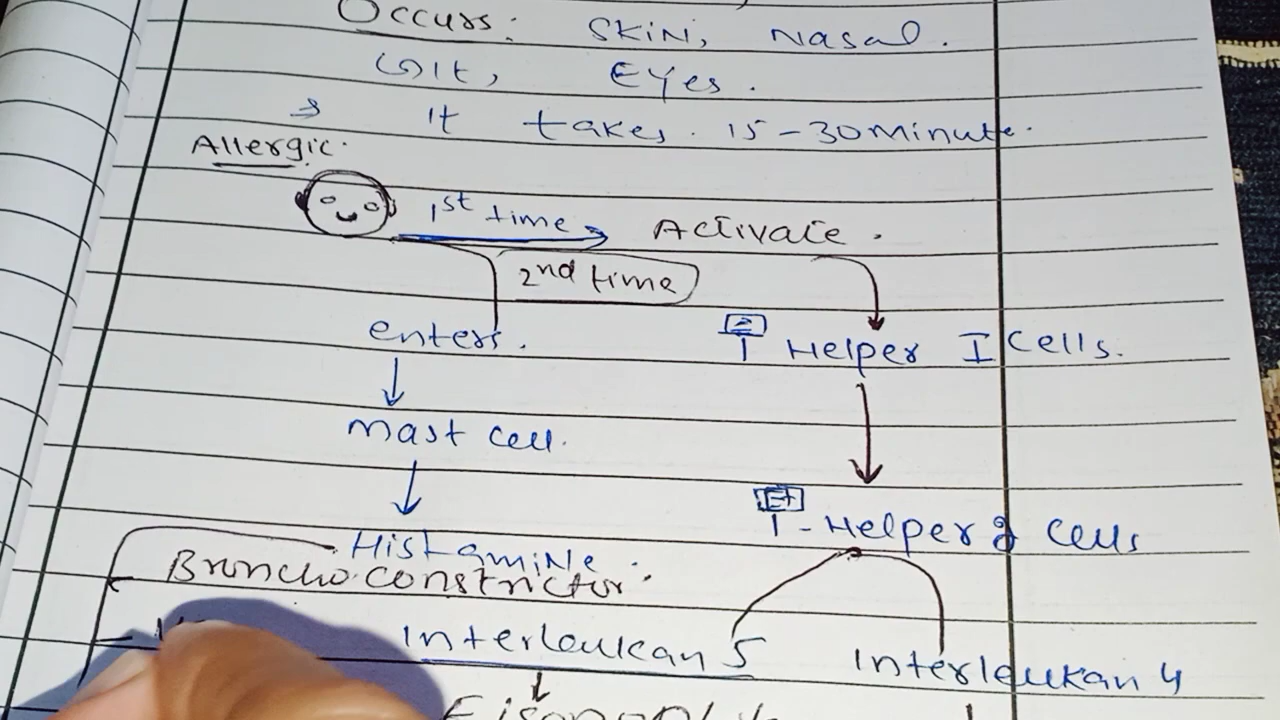 Occurs: Skin, Nasal.
GIt, Eyes.
→ It takes 15-30 minute.
Allergic.
1st time → Activate.
2nd time
enters.
T Helper I Cells.
mast cell.
T-Helper 2 Cells
Histamine.
Broncho constrictor.
Interleukan 5
Interleukan 4